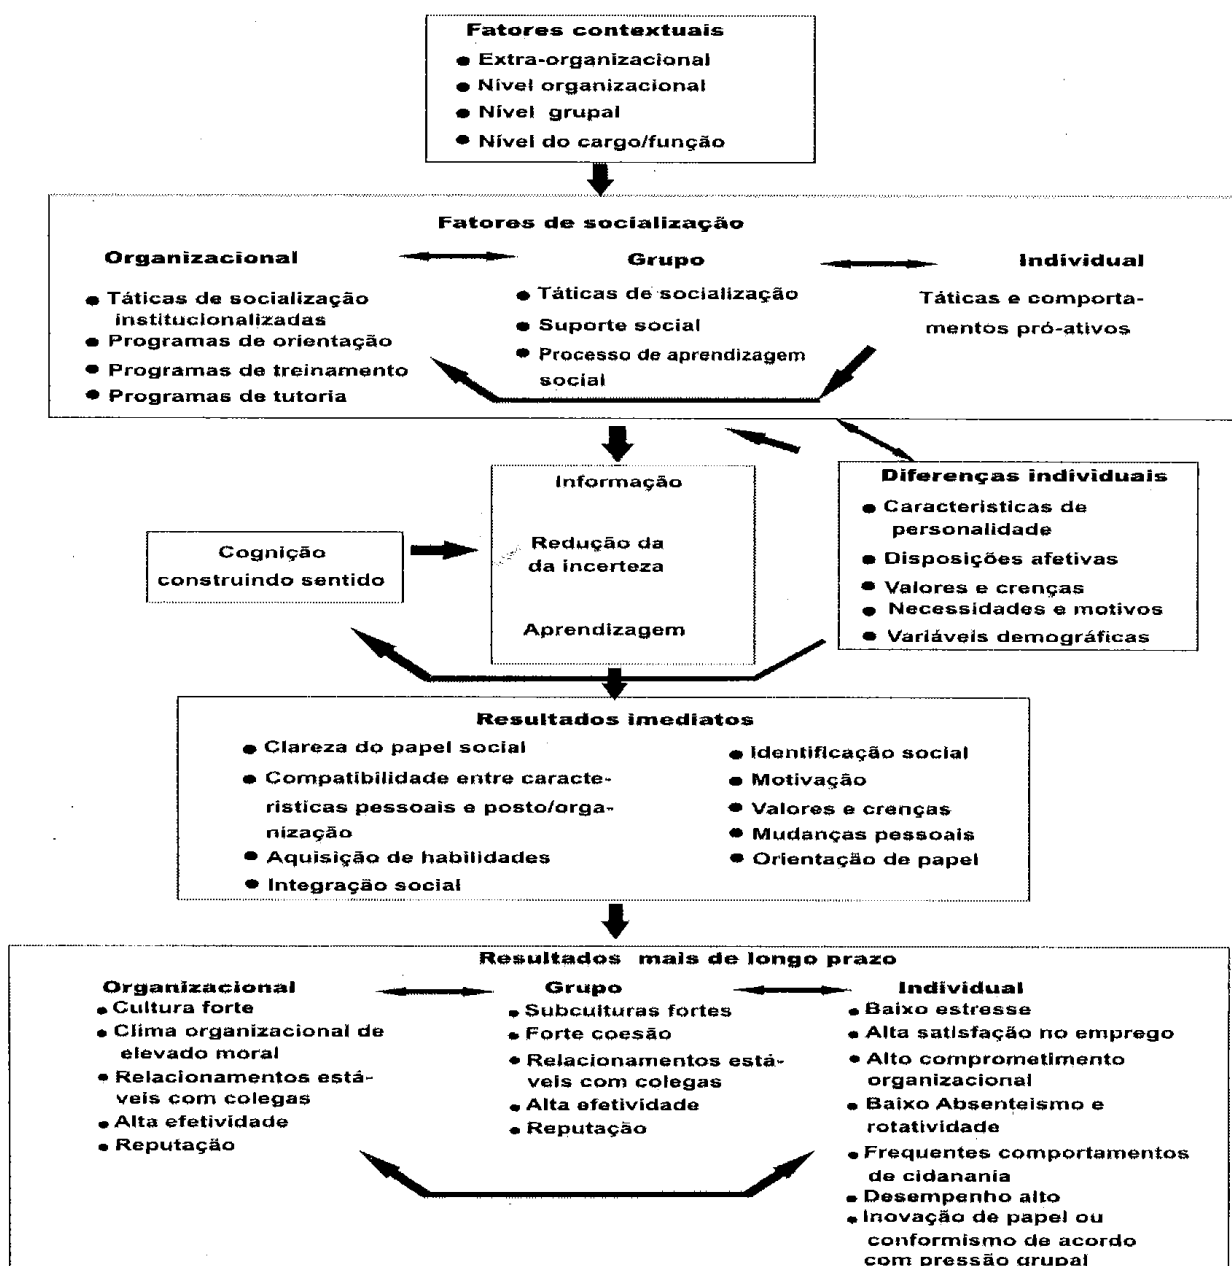 Fatores contextuais
● Extra-organizacional
● Nível organizacional
● Nível grupal
● Nível do cargo/função
Fatores de socialização
Organizacional
● Táticas de socialização
institucionalizadas
● Programas de orientação
● Programas de treinamento
● Programas de tutoria
Grupo
● Táticas de socialização
● Suporte social
● Processo de aprendizagem
social
Individual
Táticas e comporta-
mentos pró-ativos
Informação
Redução da
da incerteza
Aprendizagem
Cognição
construindo sentido
Diferenças individuais
● Caracteristicas de
personalidade
● Disposições afetivas
● Valores e crenças
● Necessidades e motivos
● Variáveis demográficas
Resultados imediatos
● Clareza do papel social
● Compatibilidade entre caracte-
rísticas pessoais e posto/orga-
nização
● Aquisição de habilidades
● Integração social
● Identificação social
● Motivação
● Valores e crenças
● Mudanças pessoais
● Orientação de papel
Resultados mais de longo prazo
Organizacional
● Cultura forte
● Clima organizacional de
elevado moral
● Relacionamentos está-
veis com colegas
● Alta efetividade
● Reputação
Grupo
● Subculturas fortes
● Forte coesão
● Relacionamentos está-
veis com colegas
● Alta efetividade
● Reputação
Individual
● Baixo estresse
● Alta satisfação no emprego
● Alto comprometimento
organizacional
● Baixo Absenteismo e
rotatividade
● Frequentes comportamentos
de cidanania
● Desempenho alto
● Inovação de papel ou
conformismo de acordo
com pressão grupal